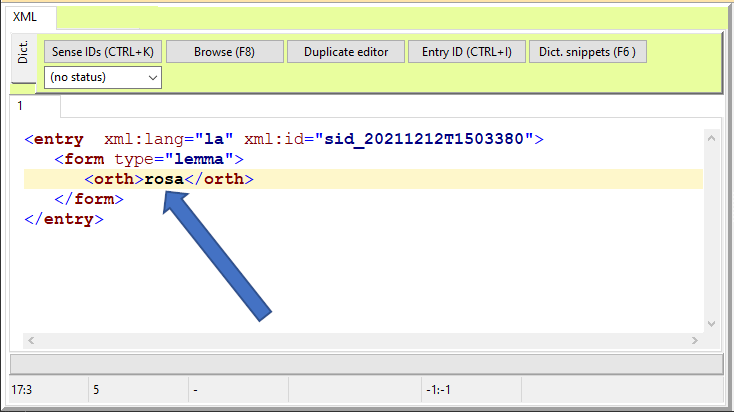 XML
Dict.
Sense IDs (CTRL+K) Browse (F8) Duplicate editor Entry ID (CTRL+I) Dict. snippets (F6 )
(no status)
1
<entry  xml:lang="la" xml:id="sid_20211212T1503380">
   <form type="lemma">
      <orth>rosa</orth>
   </form>
</entry>
17:3 5 - -1:-1